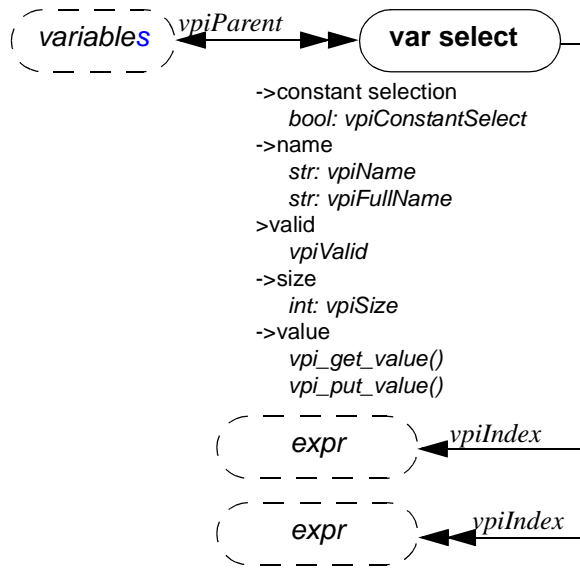 variables vpiParent var select
->constant selection
bool: vpiConstantSelect
->name
str: vpiName
str: vpiFullName
>valid
vpiValid
->size
int: vpiSize
->value
vpi_get_value()
vpi_put_value()
expr vpiIndex
expr vpiIndex